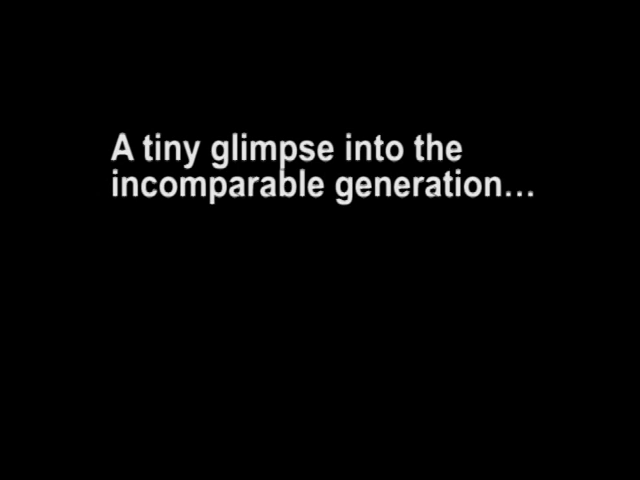 A tiny glimpse into the
incomparable generation...